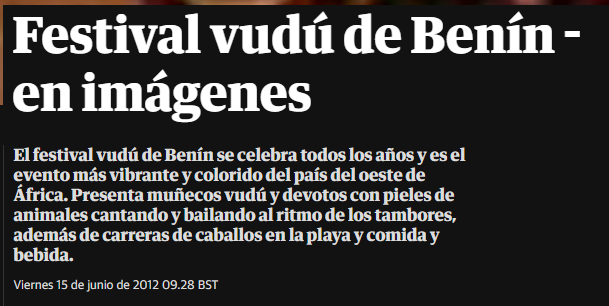 Festival vudú de Benín -
en imágenes
El festival vudú de Benín se celebra todos los años y es el
evento más vibrante y colorido del país del oeste de
África. Presenta muñecos vudú y devotos con pieles de
animales cantando y bailando al ritmo de los tambores,
además de carreras de caballos en la playa y comida y
bebida.
Viernes 15 de junio de 2012 09.28 BST